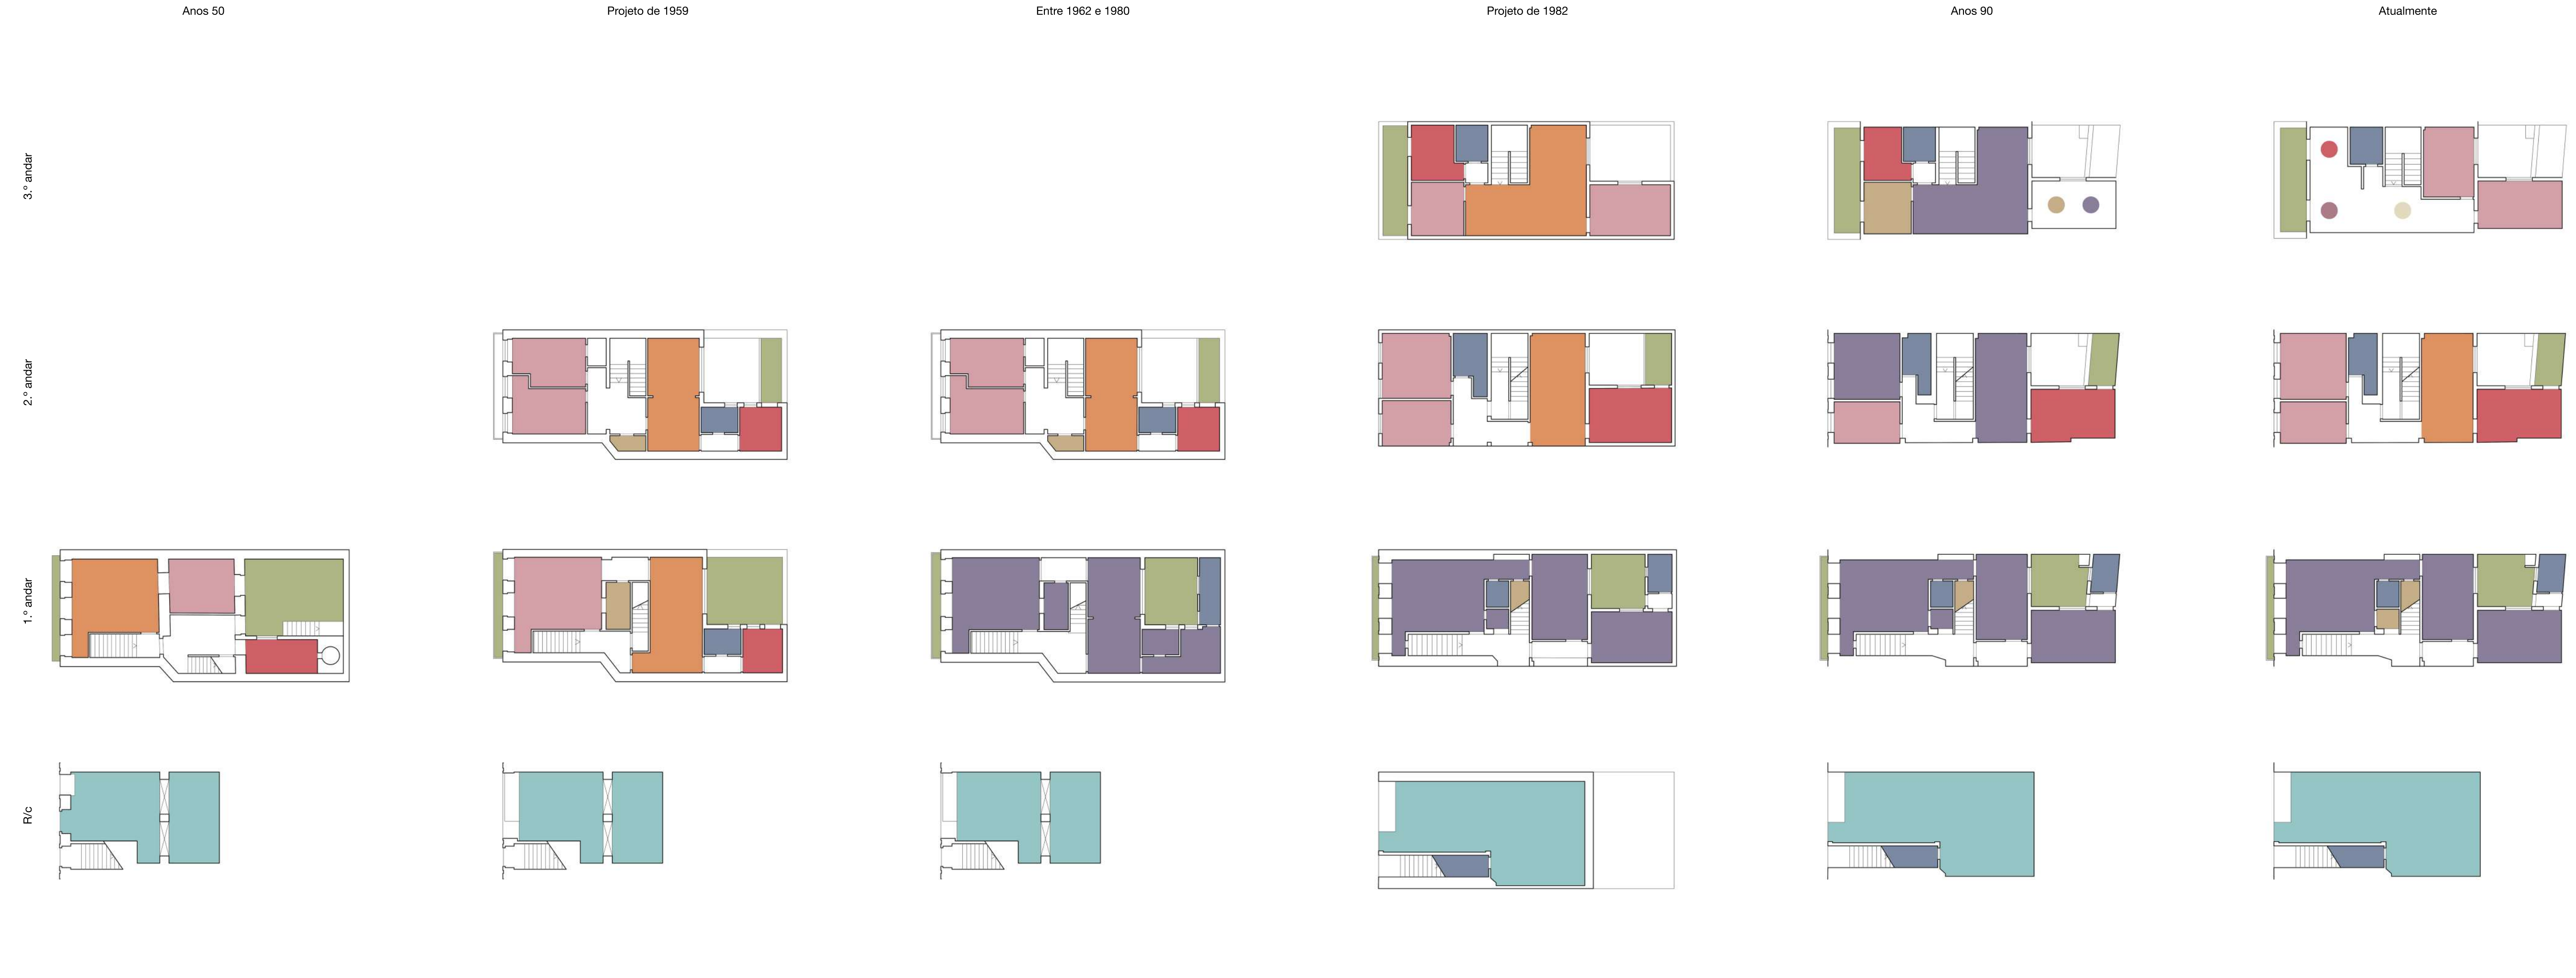 Anos 50
Projeto de 1959
Entre 1962 e 1980
Projeto de 1982
Anos 90
Atualmente
3.º andar
2.º andar
1.º andar
R/c